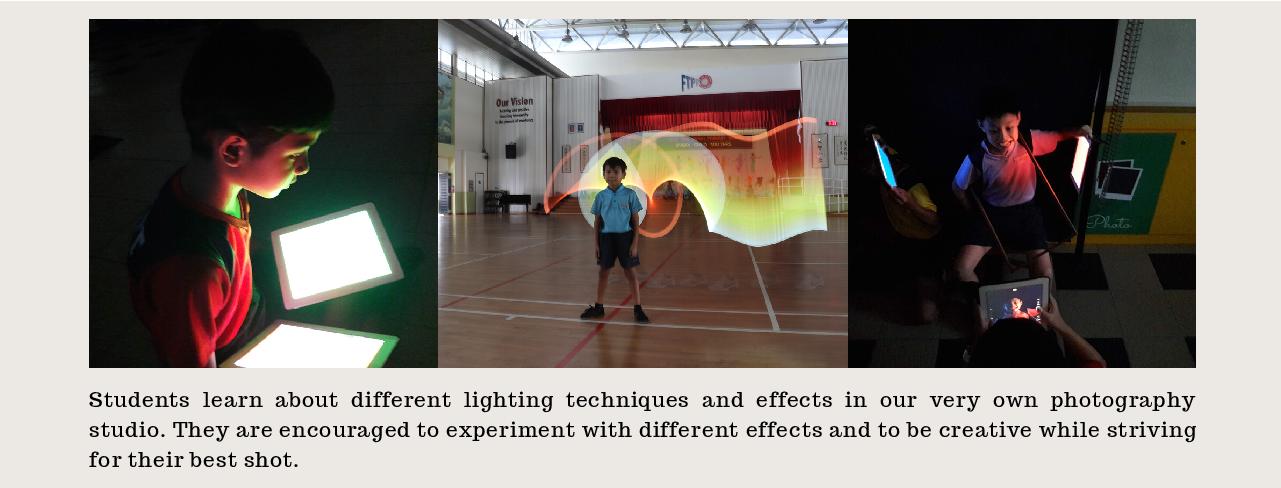 Our Vision
FTPPS
Photo
Students learn about different lighting techniques and effects in our very own photography
studio. They are encouraged to experiment with different effects and to be creative while striving
for their best shot.